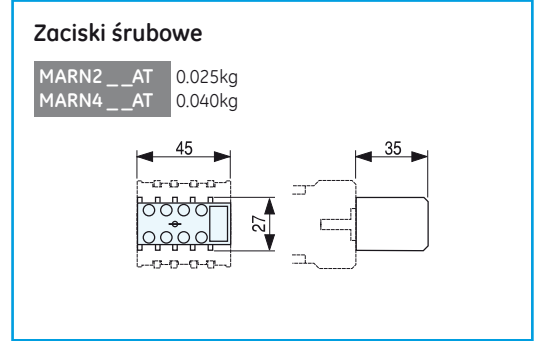 Zaciski śrubowe
MARN2 _ _AT 0.025kg
MARN4 _ _AT 0.040kg
45
35
27